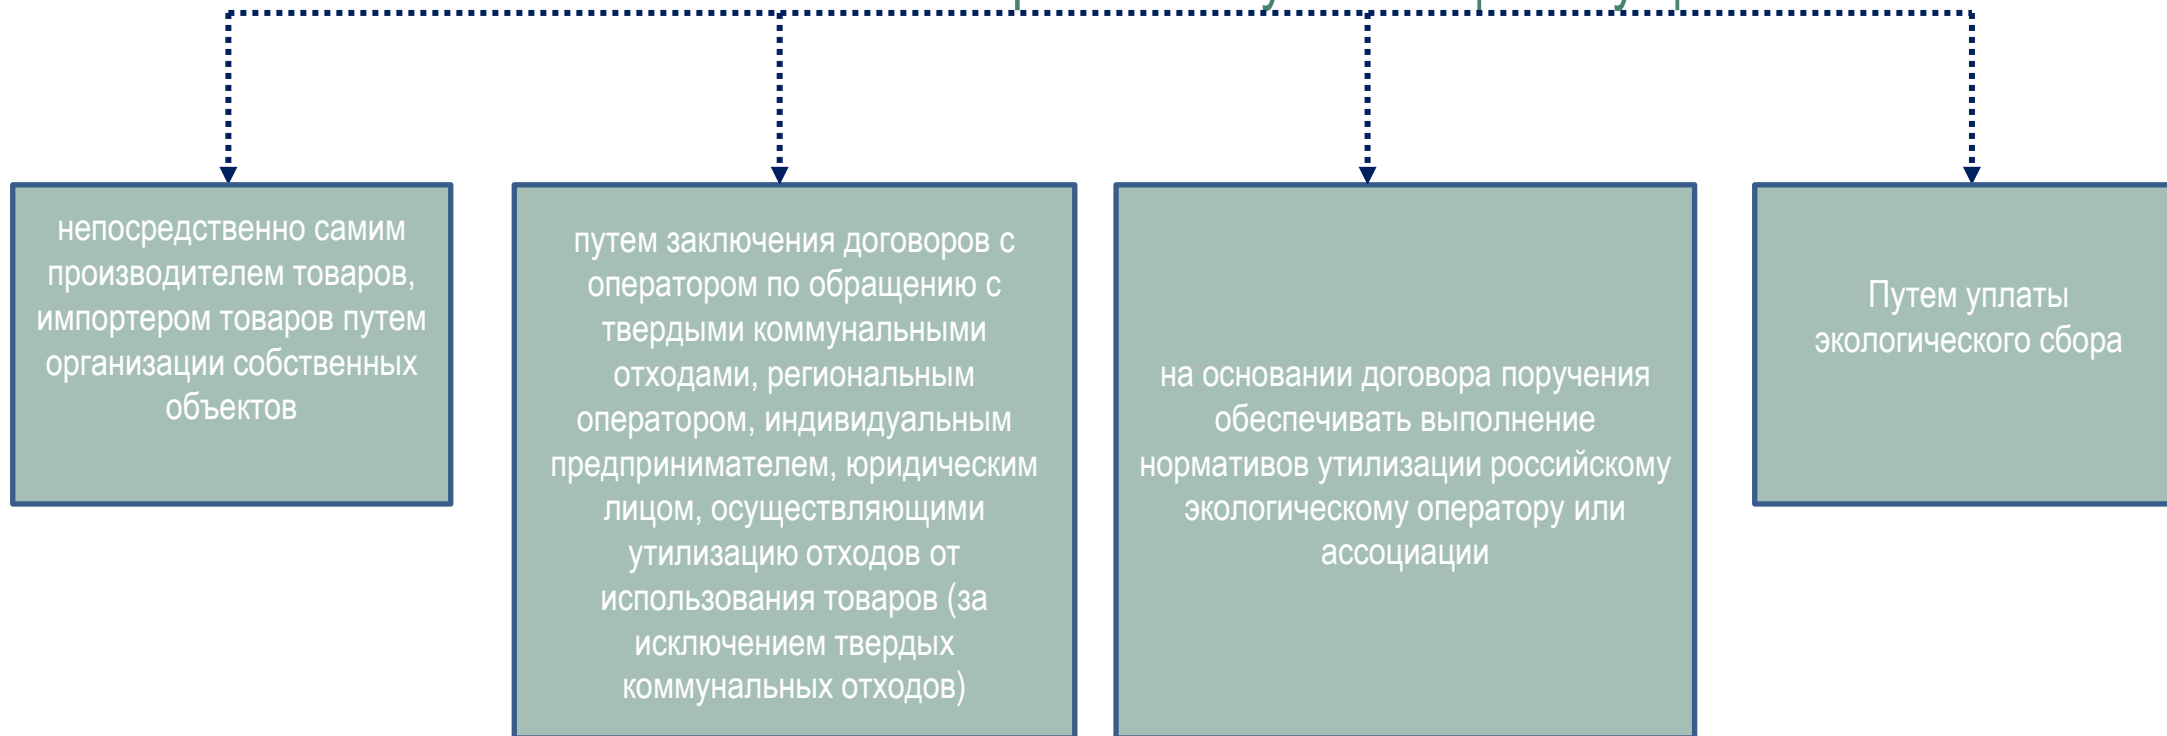 непосредственно самим
производителем товаров,
импортером товаров путем
организации собственных
объектов
путем заключения договоров с
оператором по обращению с
твердыми коммунальными
отходами, региональным
оператором, индивидуальным
предпринимателем, юридическим
лицом, осуществляющими
утилизацию отходов от
использования товаров (за
исключением твердых
коммунальных отходов)
на основании договора поручения
обеспечивать выполнение
нормативов утилизации российскому
экологическому оператору или
ассоциации
Путем уплаты
экологического сбора